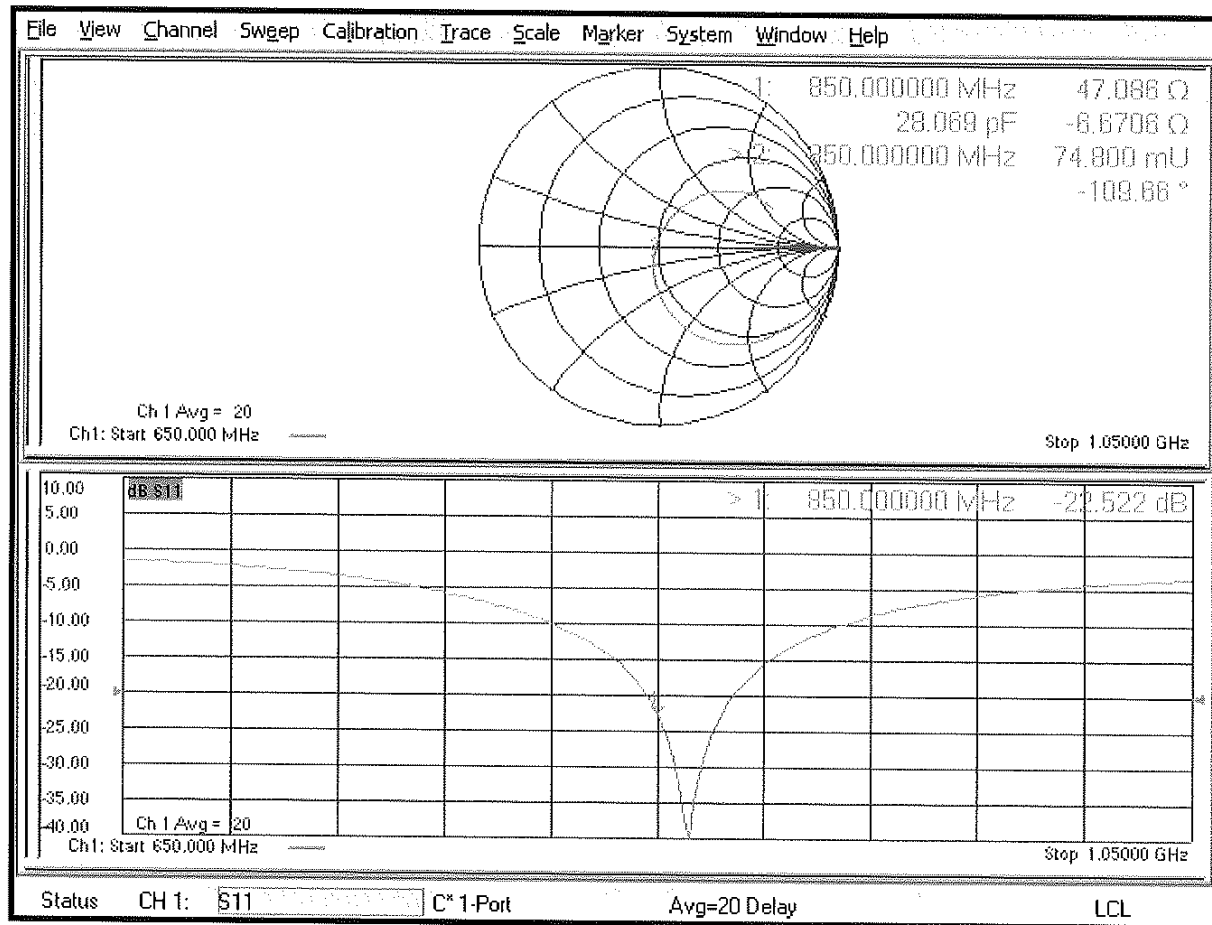 File View Channel Sweep Calibration Trace Scale Marker System Window Help
1: 850.000000 MHz 47.086 Ω
28.069 pF -6.6706 Ω
> 2: 850.000000 MHz 74.800 mU
-109.66 °
Ch 1 Avg = 20
Ch1: Start 650.000 MHz
Stop 1.05000 GHz
10.00
dB S11
> 1: 850.000000 MHz -22.522 dB
5.00
0.00
-5.00
-10.00
-15.00
-20.00
-25.00
-30.00
-35.00
-40.00
Ch 1 Avg = 20
Ch1: Start 650.000 MHz
Stop 1.05000 GHz
Status CH 1: S11 C* 1-Port Avg=20 Delay LCL